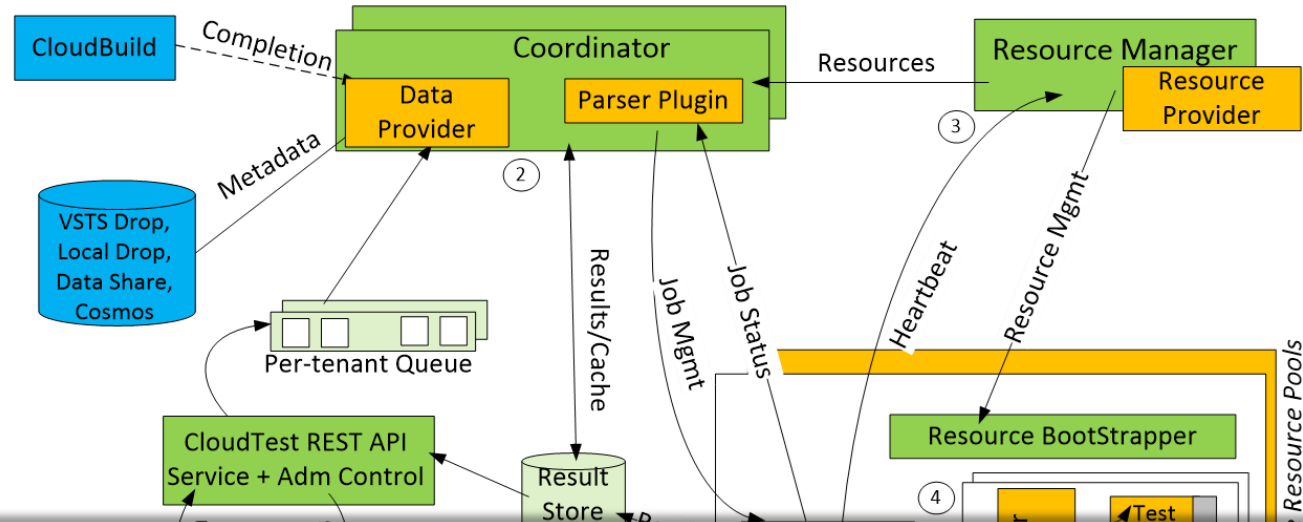 CloudBuild
Completion
Coordinator
Data
Provider
Parser Plugin
Resources
Resource Manager
Resource
Provider
3
2
Metadata
VSTS Drop,
Local Drop,
Data Share,
Cosmos
Per-tenant Queue
Results/Cache
Job Mgmt
Job Status
Heartbeat
Resource Mgmt
Resource Pools
CloudTest REST API
Service + Adm Control
Result
Store
Resource BootStrapper
4
Test